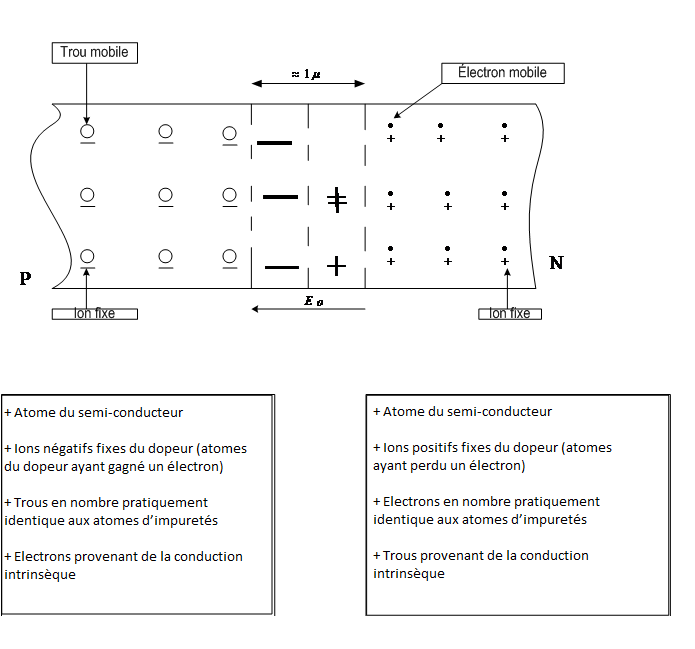 Trou mobile
≈ 1 μ
Électron mobile
P
N
E₀
Ion fixe
Ion fixe
+ Atome du semi-conducteur
+ Ions négatifs fixes du dopeur (atomes
du dopeur ayant gagné un électron)
+ Trous en nombre pratiquement
identique aux atomes d’impuretés
+ Electrons provenant de la conduction
intrinsèque
+ Atome du semi-conducteur
+ Ions positifs fixes du dopeur (atomes
ayant perdu un électron)
+ Electrons en nombre pratiquement
identique aux atomes d’impuretés
+ Trous provenant de la conduction
intrinsèque